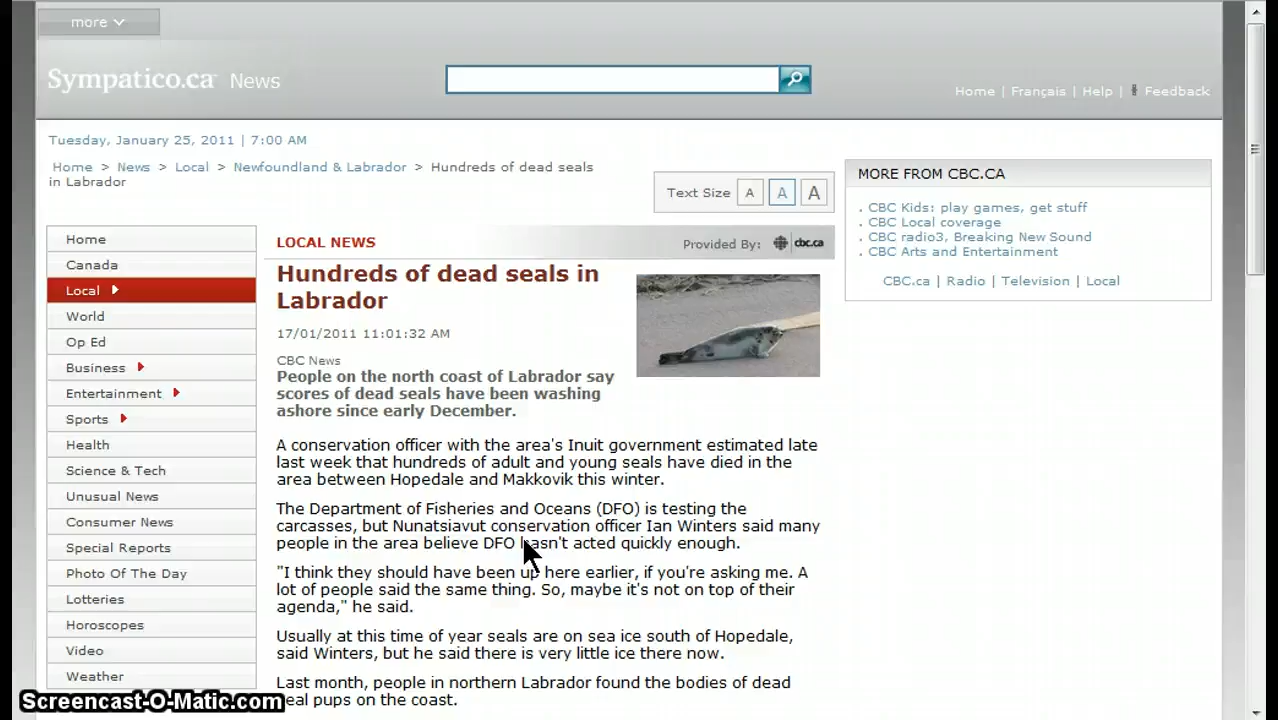 more
Sympatico.ca News
Home | Français | Help | Feedback
Tuesday, January 25, 2011 | 7:00 AM
Home > News > Local > Newfoundland & Labrador > Hundreds of dead seals
in Labrador
Text Size A A A
MORE FROM CBC.CA
. CBC Kids: play games, get stuff
. CBC Local coverage
. CBC radio3, Breaking New Sound
. CBC Arts and Entertainment
CBC.ca | Radio | Television | Local
Home
Canada
Local
World
Op Ed
Business
Entertainment
Sports
Health
Science & Tech
Unusual News
Consumer News
Special Reports
Photo Of The Day
Lotteries
Horoscopes
Video
Weather
LOCAL NEWS
Provided By: cbc.ca
Hundreds of dead seals in
Labrador
17/01/2011 11:01:32 AM
CBC News
People on the north coast of Labrador say
scores of dead seals have been washing
ashore since early December.
A conservation officer with the area's Inuit government estimated late
last week that hundreds of adult and young seals have died in the
area between Hopedale and Makkovik this winter.
The Department of Fisheries and Oceans (DFO) is testing the
carcasses, but Nunatsiavut conservation officer Ian Winters said many
people in the area believe DFO hasn't acted quickly enough.
"I think they should have been up here earlier, if you're asking me. A
lot of people said the same thing. So, maybe it's not on top of their
agenda," he said.
Usually at this time of year seals are on sea ice south of Hopedale,
said Winters, but he said there is very little ice there now.
Last month, people in northern Labrador found the bodies of dead
seal pups on the coast.
Screencast-O-Matic.com